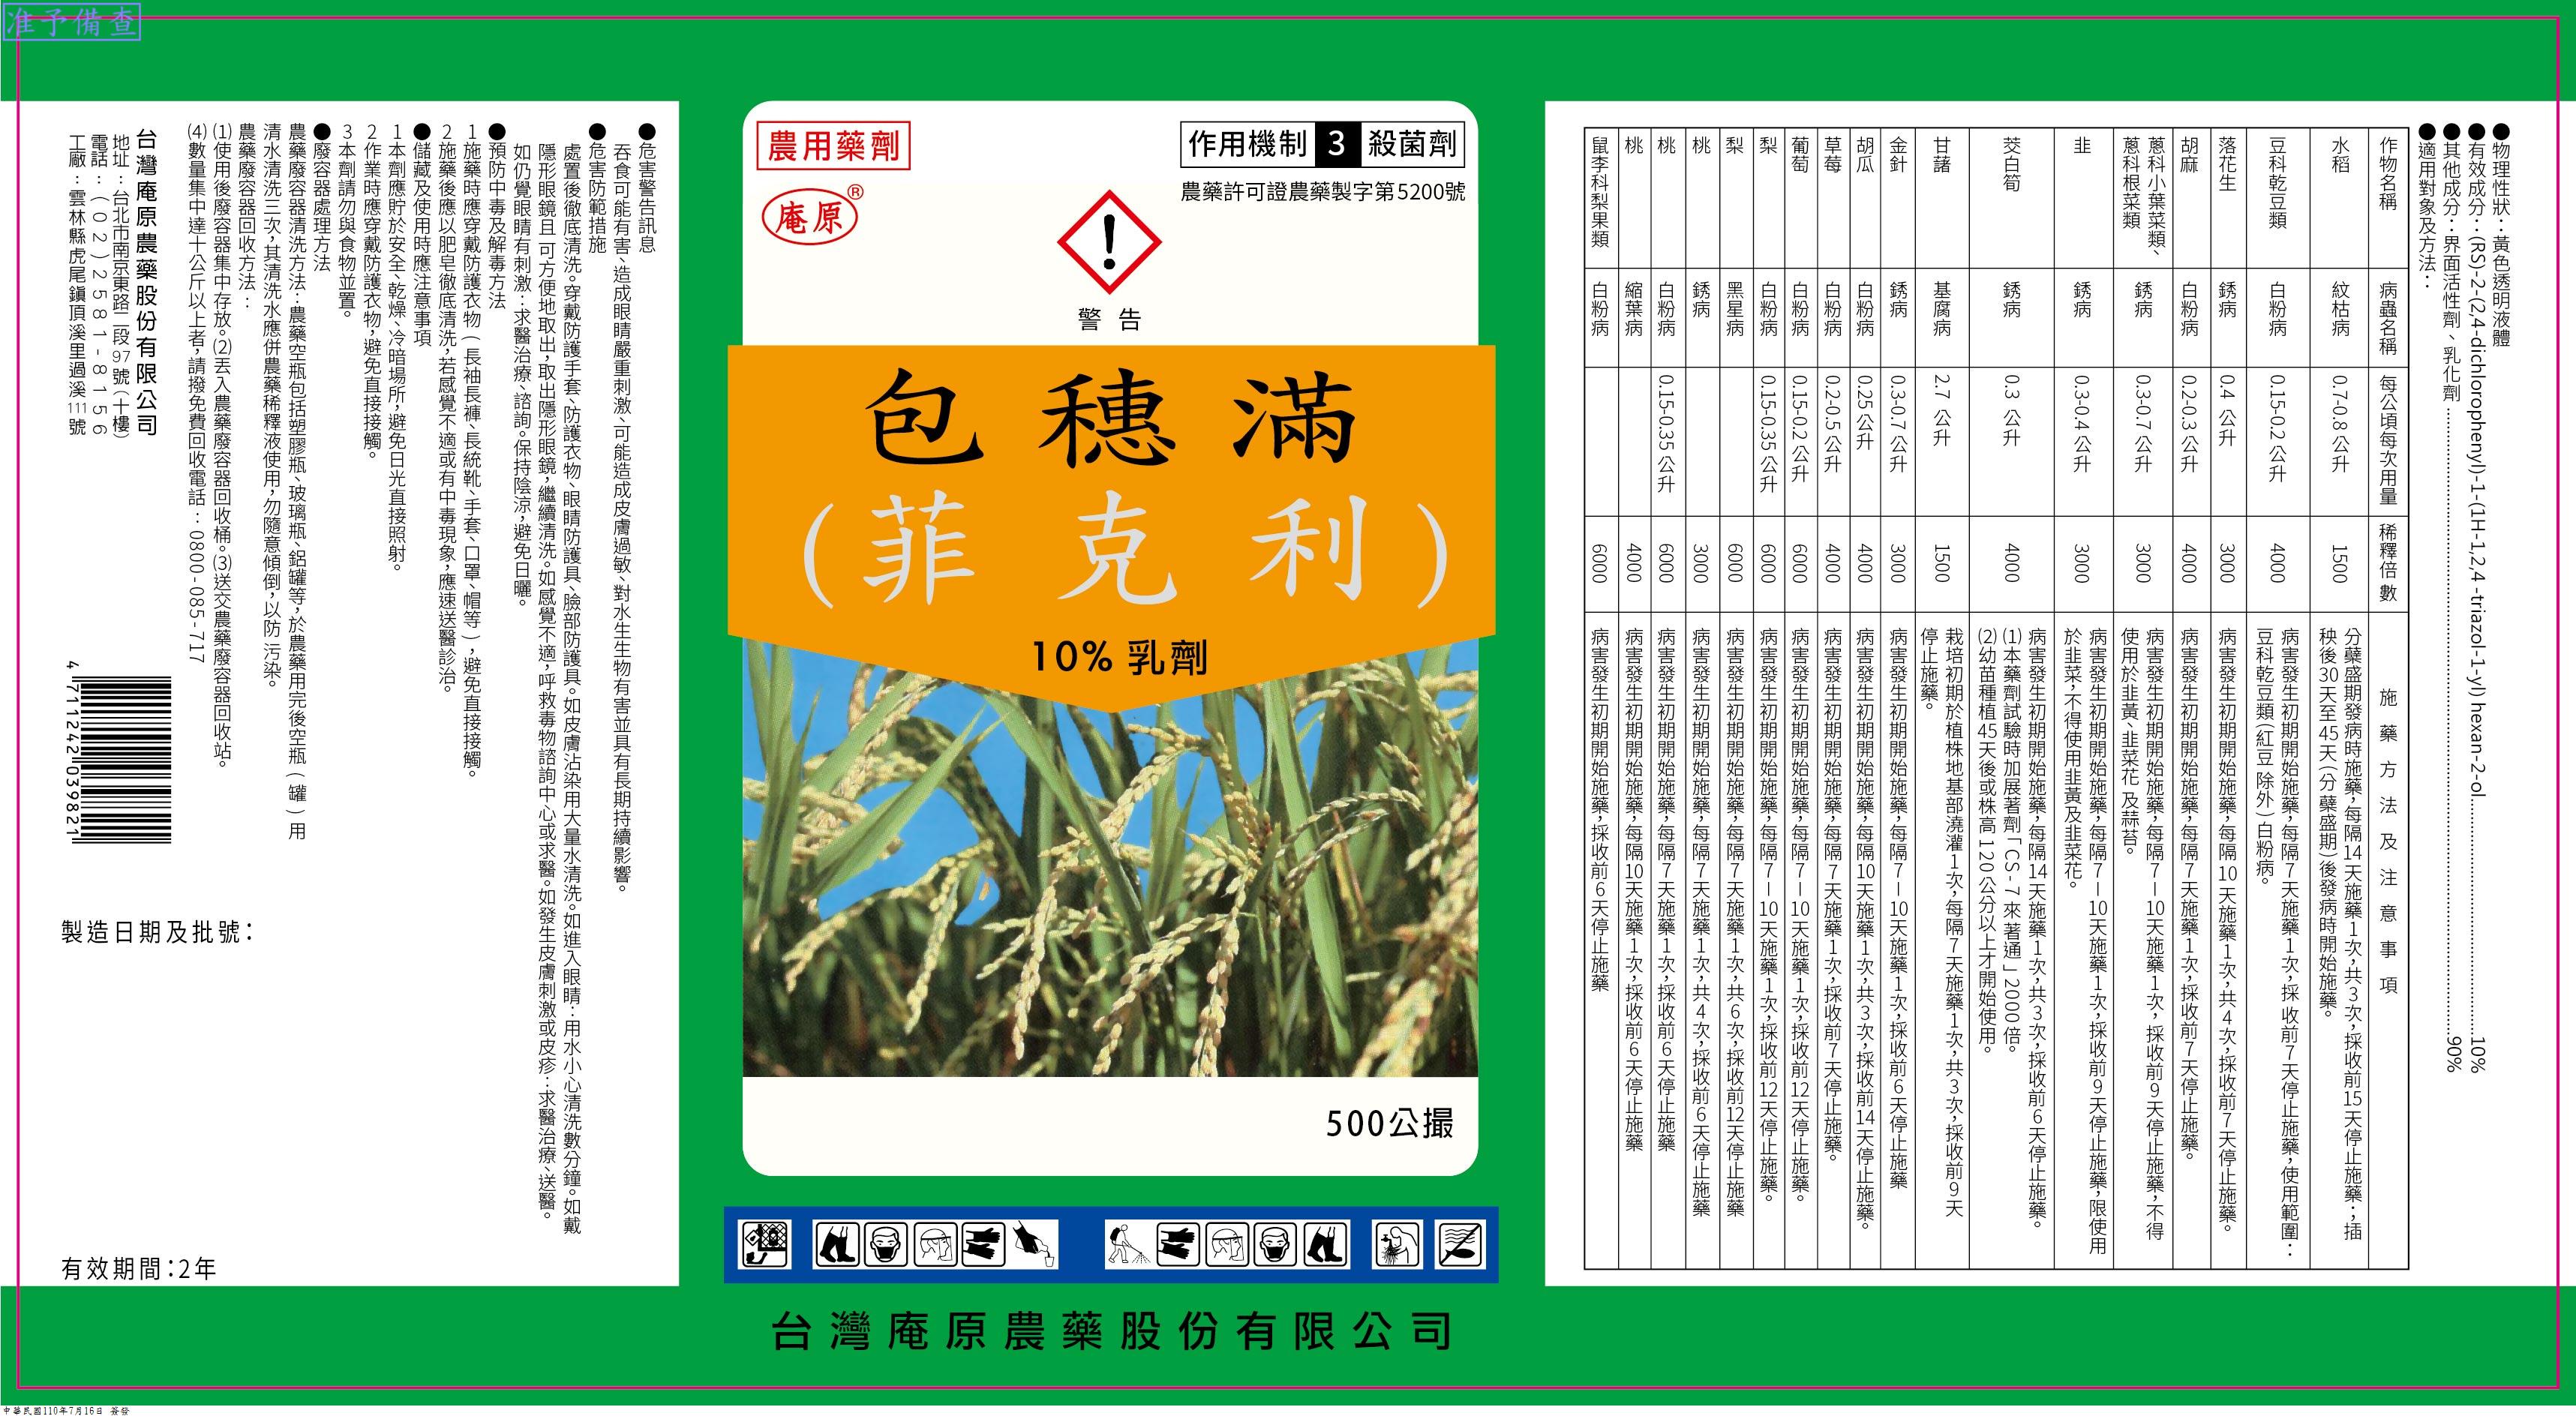 准予備查
農用藥劑
庵原®
作用機制 3 殺菌劑
農藥許可證農藥製字第5200號
警告
包穗滿
(菲克利)
10% 乳劑
500公撮
台灣庵原農藥股份有限公司
●物理性狀：黃色透明液體
●有效成分：(RS)-2-(2,4-dichlorophenyl)-1-(1H-1,2,4 -triazol-1-yl) hexan-2-ol 10%
●其他成分：界面活性劑、乳化劑 90%
●適用對象及方法：
作物名稱 病蟲名稱 每公頃每次用量 稀釋倍數 施藥方法及注意事項
水稻 紋枯病 0.7-0.8 公升 1500 分蘗盛期發病時施藥，每隔14天施藥1次，共3次，採收前15天停止施藥；插
秧後30天至45天(分蘗盛期)後發病時開始施藥。
豆科乾豆類 白粉病 0.15-0.2 公升 4000 病害發生初期開始施藥，每隔7天施藥1次，採收前7天停止施藥，使用範圍：
豆科乾豆類(紅豆除外)白粉病。
落花生 銹病 0.4 公升 3000 病害發生初期開始施藥，每隔10天施藥1次，共4次，採收前7天停止施藥。
胡麻 白粉病 0.2-0.3 公升 4000 病害發生初期開始施藥，每隔7天施藥1次，採收前7天停止施藥。
蔥科小葉菜類、
蔥科根菜類 銹病 0.3-0.7 公升 3000 病害發生初期開始施藥，每隔7－10天施藥1次，採收前9天停止施藥，不得
使用於韭黃、韭菜花及蒜苔。
韭 銹病 0.3-0.4 公升 3000 病害發生初期開始施藥，每隔7－10天施藥1次，採收前9天停止施藥，限使用
於韭菜，不得使用韭黃及韭菜花。
茭白筍 銹病 0.3 公升 4000 病害發生初期開始施藥，每隔14天施藥1次，共3次，採收前6天停止施藥。
(1)本藥劑試驗時加展著劑「CS-7 來著通」2000倍。
(2)幼苗種植45天後或株高120公分以上才開始使用。
甘藷 基腐病 2.7 公升 1500 栽培初期於植株地基部澆灌1次，每隔7天施藥1次，共3次，採收前9天
停止施藥。
金針 銹病 0.3-0.7 公升 3000 病害發生初期開始施藥，每隔7－10天施藥1次，採收前6天停止施藥
胡瓜 白粉病 0.25 公升 4000 病害發生初期開始施藥，每隔10天施藥1次，共3次，採收前14天停止施藥。
草莓 白粉病 0.2-0.5 公升 4000 病害發生初期開始施藥，每隔7天施藥1次，採收前7天停止施藥。
葡萄 白粉病 0.15-0.2 公升 6000 病害發生初期開始施藥，每隔7－10天施藥1次，採收前12天停止施藥。
梨 白粉病 0.15-0.35 公升 6000 病害發生初期開始施藥，每隔7－10天施藥1次，採收前12天停止施藥。
梨 黑星病 6000 病害發生初期開始施藥，每隔7天施藥1次，共6次，採收前12天停止施藥
桃 銹病 3000 病害發生初期開始施藥，每隔7天施藥1次，共4次，採收前6天停止施藥
桃 白粉病 0.15-0.35 公升 6000 病害發生初期開始施藥，每隔7天施藥1次，採收前6天停止施藥
桃 縮葉病 4000 病害發生初期開始施藥，每隔10天施藥1次，採收前6天停止施藥
鼠李科梨果類 白粉病 6000 病害發生初期開始施藥，採收前6天停止施藥
●危害警告訊息
吞食可能有害、造成眼睛嚴重刺激、可能造成皮膚過敏、對水生生物有害並具有長期持續影響。
●危害防範措施
處置後徹底清洗。穿戴防護手套、防護衣物、眼睛防護具、臉部防護具。如皮膚沾染用大量水清洗。如進入眼睛：用水小心清洗數分鐘。如戴
隱形眼鏡且可方便地取出，取出隱形眼鏡，繼續清洗。如感覺不適，呼救毒物諮詢中心或求醫。如發生皮膚刺激或皮疹：求醫治療、送醫。
如仍覺眼睛有刺激：求醫治療、諮詢。保持陰涼，避免日曬。
●預防中毒及解毒方法
1施藥時應穿戴防護衣物（長袖長褲、長統靴、手套、口罩、帽等），避免直接接觸。
2施藥後應以肥皂徹底清洗，若感覺不適或有中毒現象，應速送醫診治。
●儲藏及使用時應注意事項
1本劑應貯於安全、乾燥、冷暗場所，避免日光直接照射。
2作業時應穿戴防護衣物，避免直接接觸。
3本劑請勿與食物並置。
●廢容器處理方法
農藥廢容器清洗方法：農藥空瓶包括塑膠瓶、玻璃瓶、鋁罐等，於農藥用完後空瓶（罐）用
清水清洗三次，其清洗水應併農藥稀釋液使用，勿隨意傾倒，以防污染。
農藥廢容器回收方法：
(1)使用後廢容器集中存放。(2)丟入農藥廢容器回收桶。(3)送交農藥廢容器回收站。
(4)數量集中達十公斤以上者，請撥免費回收電話：0800-085-717
台灣庵原農藥股份有限公司
地址：台北市南京東路二段97號(十樓)
電話：(02)2581-8156
工廠：雲林縣虎尾鎮頂溪里過溪111號
4 711242 039821
製造日期及批號：
有效期間：2年
中華民國110年7月16日 簽發